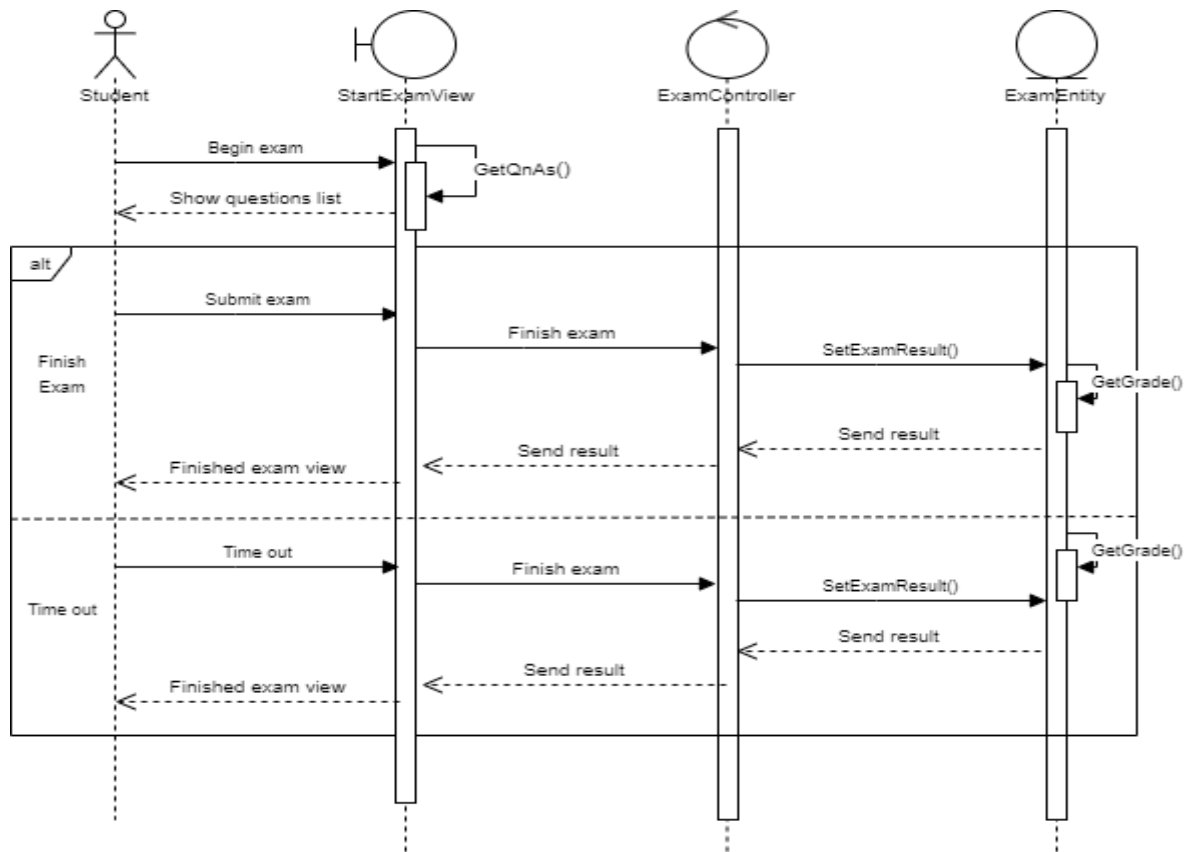 Student
StartExamView
ExamController
ExamEntity
Begin exam
GetQnAs()
Show questions list
alt
Submit exam
Finish exam
SetExamResult()
Finish
Exam
GetGrade()
Send result
Send result
Finished exam view
Time out
GetGrade()
Finish exam
SetExamResult()
Time out
Send result
Send result
Finished exam view